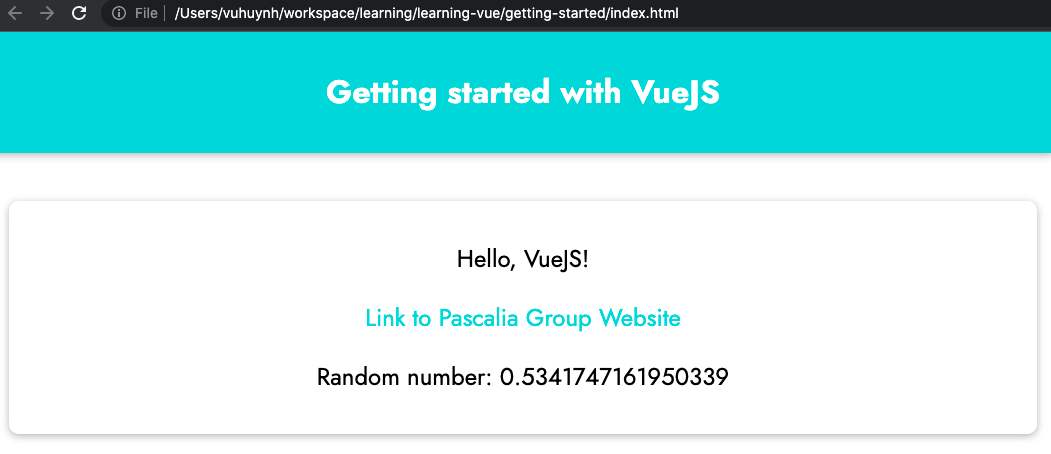 File
/Users/vuhuynh/workspace/learning/learning-vue/getting-started/index.html
Getting started with VueJS
Hello, VueJS!
Link to Pascalia Group Website
Random number: 0.5341747161950339